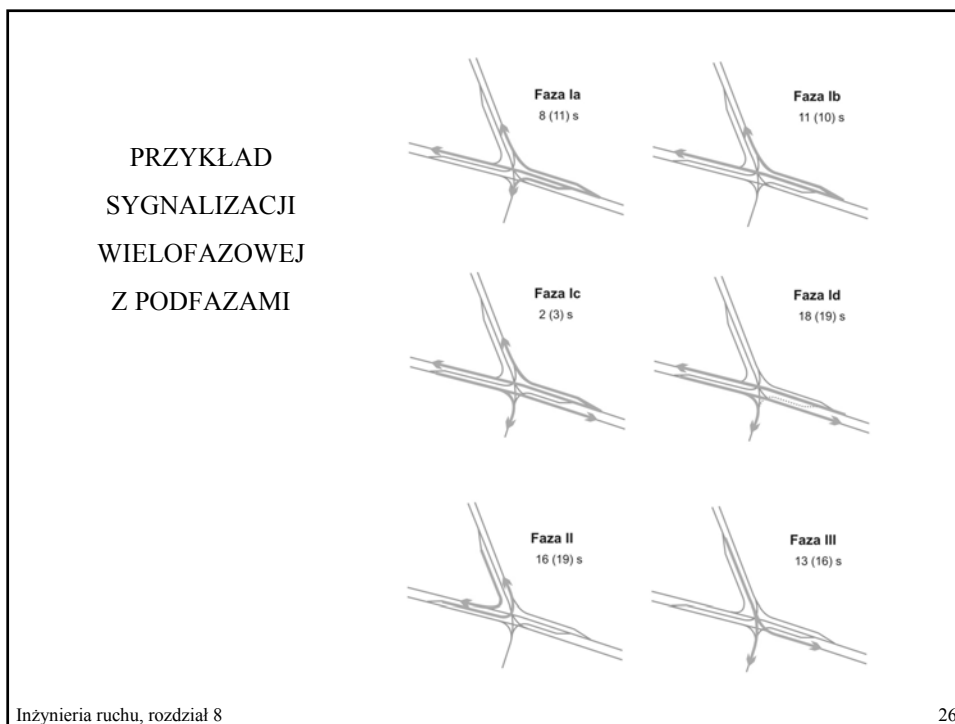 PRZYKŁAD
SYGNALIZACJI
WIELOFAZOWEJ
Z PODFAZAMI
Faza Ia
8 (11) s
Faza Ib
11 (10) s
Faza Ic
2 (3) s
Faza Id
18 (19) s
Faza II
16 (19) s
Faza III
13 (16) s
Inżynieria ruchu, rozdział 8
26